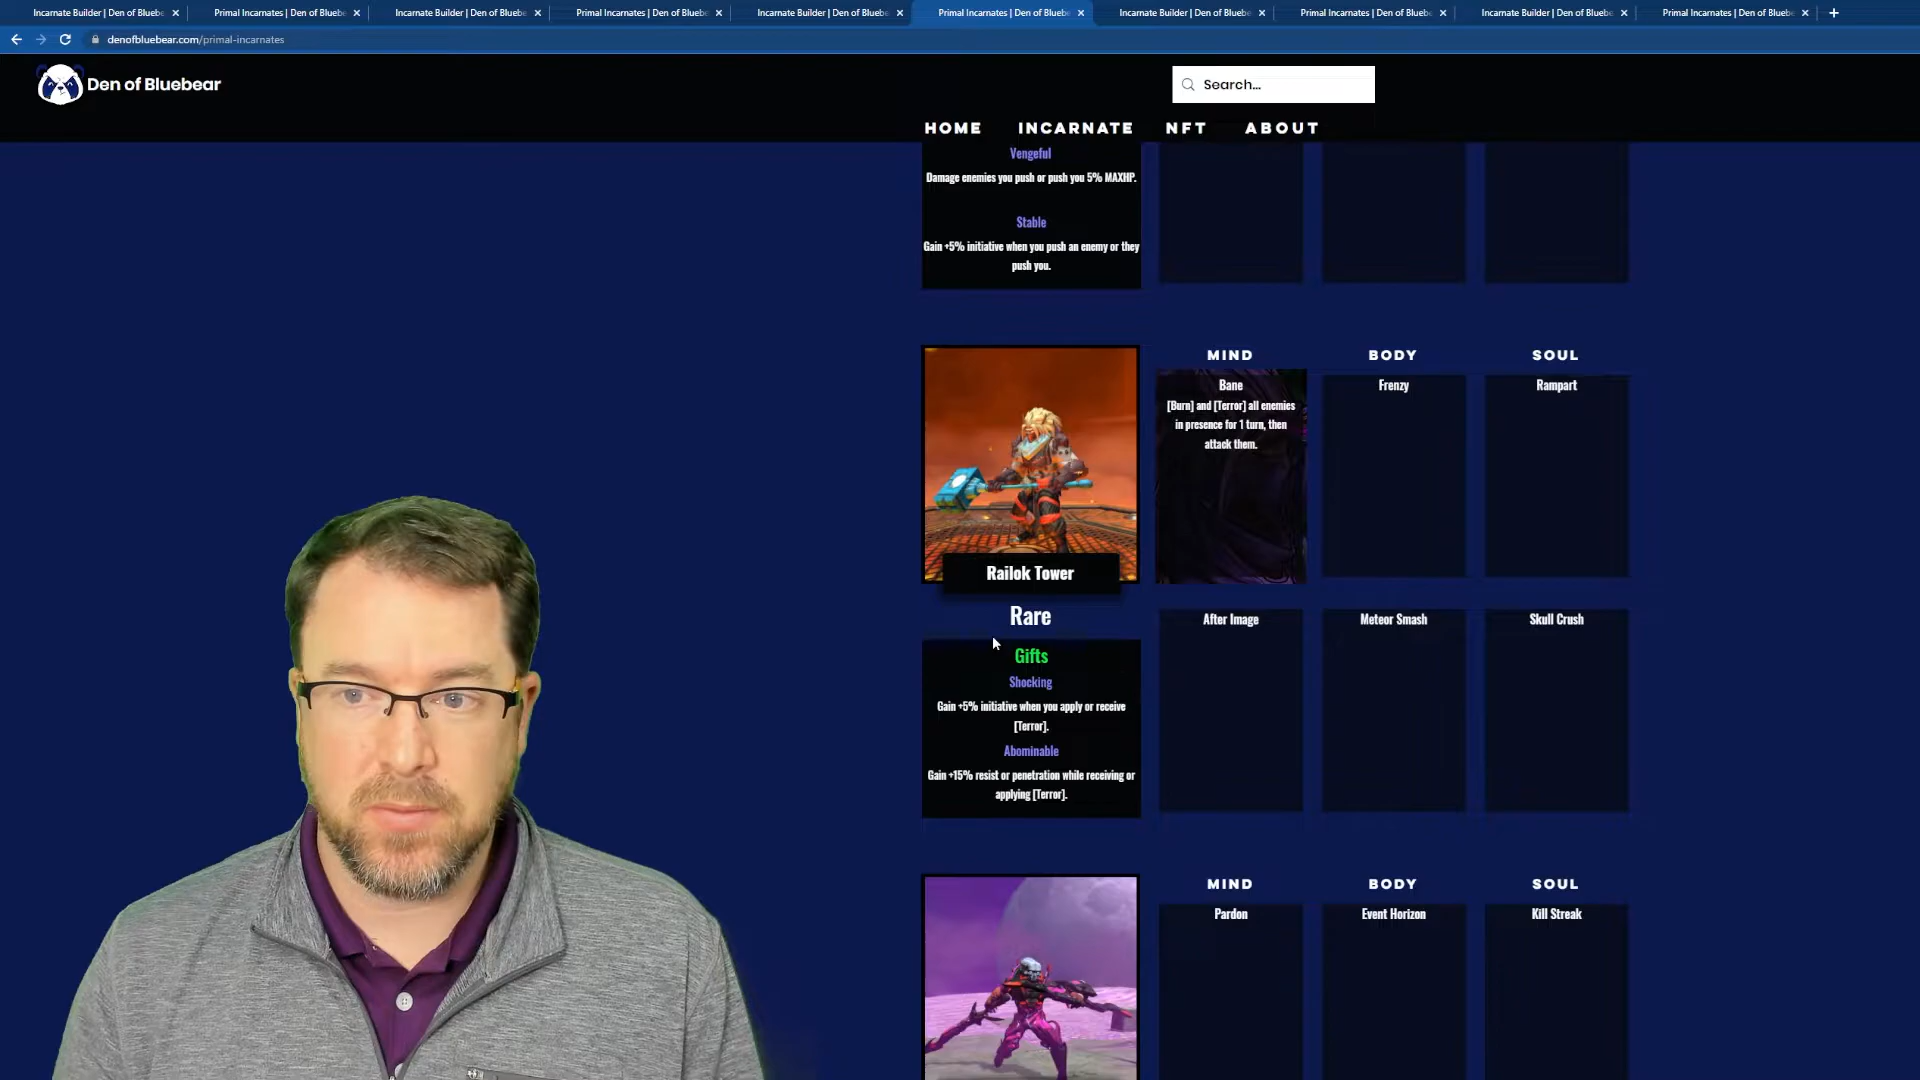 Incarnate Builder | Den of Bluebe
Primal Incarnates | Den of Blueb
Incarnate Builder | Den of Bluebe
Primal Incarnates | Den of Blueb
Incarnate Builder | Den of Bluebe
Primal Incarnates | Den of Blueb
Incarnate Builder | Den of Bluebe
Primal Incarnates | Den of Blueb
Incarnate Builder | Den of Bluebe
Primal Incarnates | Den of Blueb
denofbluebear.com/primal-incarnates
Den of Bluebear
Search...
HOME INCARNATE NFT ABOUT
Vengeful
Damage enemies you push or push you 5% MAXHP.
Stable
Gain +5% initiative when you push an enemy or they
push you.
MIND BODY SOUL
Bane
[Burn] and [Terror] all enemies
in presence for 1 turn, then
attack them.
Frenzy
Rampart
Railok Tower
Rare
After Image
Meteor Smash
Skull Crush
Gifts
Shocking
Gain +5% initiative when you apply or receive
[Terror].
Abominable
Gain +15% resist or penetration while receiving or
applying [Terror].
MIND BODY SOUL
Pardon
Event Horizon
Kill Streak